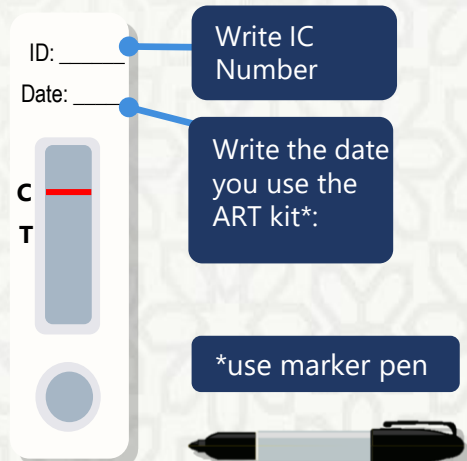 ID: ______
Write IC
Number
Date: _____
Write the date
you use the
ART kit*:
C
T
*use marker pen